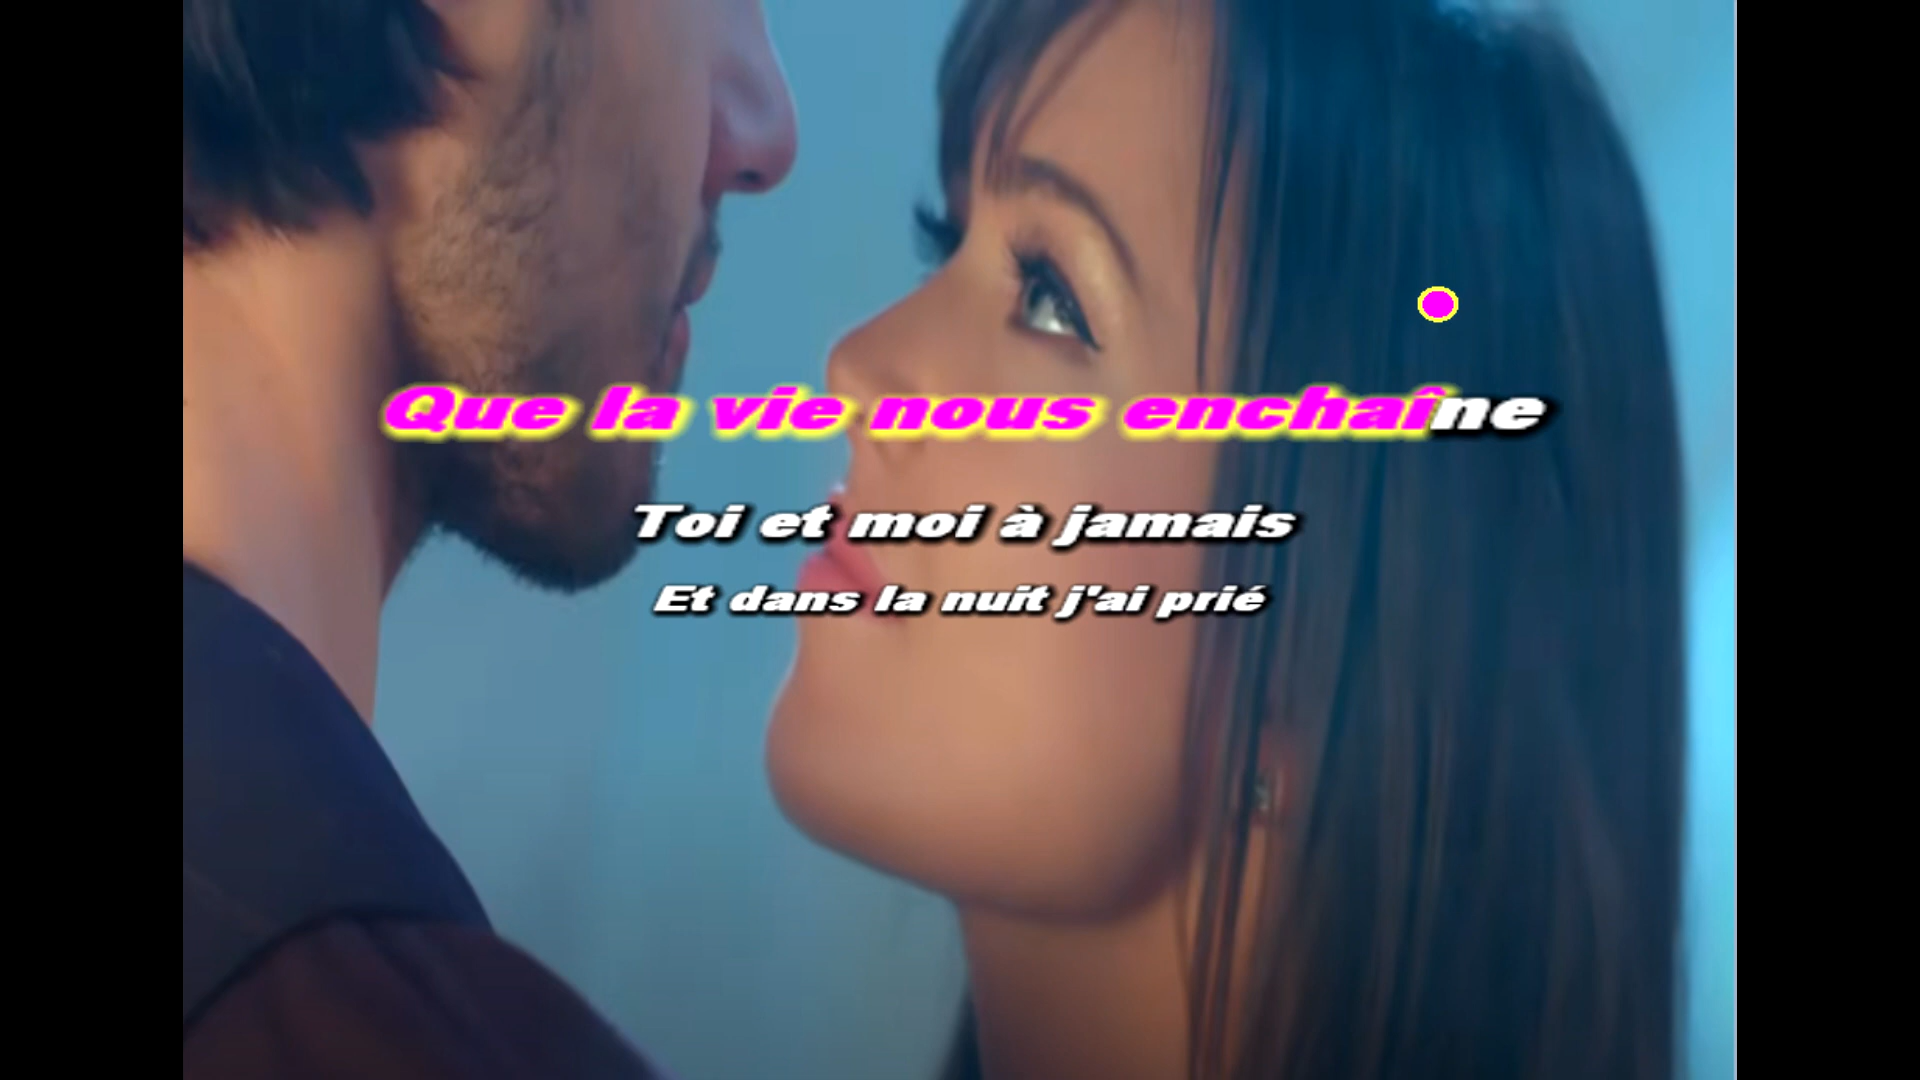 Que la vie nous enchaîne
Toi et moi à jamais
Et dans la nuit j'ai prié